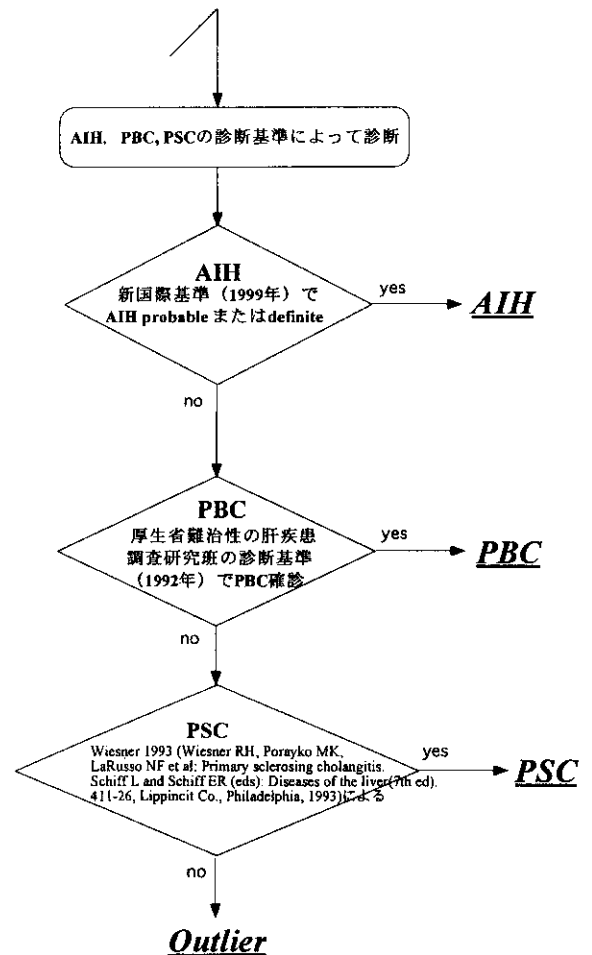 AIH, PBC, PSCの診断基準によって診断
AIH
新国際基準（1999年）で
AIH probable またはdefinite
yes
AIH
no
PBC
厚生省難治性の肝疾患
調査研究班の診断基準
（1992年）でPBC確診
yes
PBC
no
PSC
Wiesner 1993 (Wiesner RH, Porayko MK,
LaRusso NF et al: Primary sclerosing cholangitis.
Schiff L and Schiff ER (eds): Diseases of the liver(7th ed).
411-26, Lippincit Co., Philadelphia, 1993)による
yes
PSC
no
Outlier